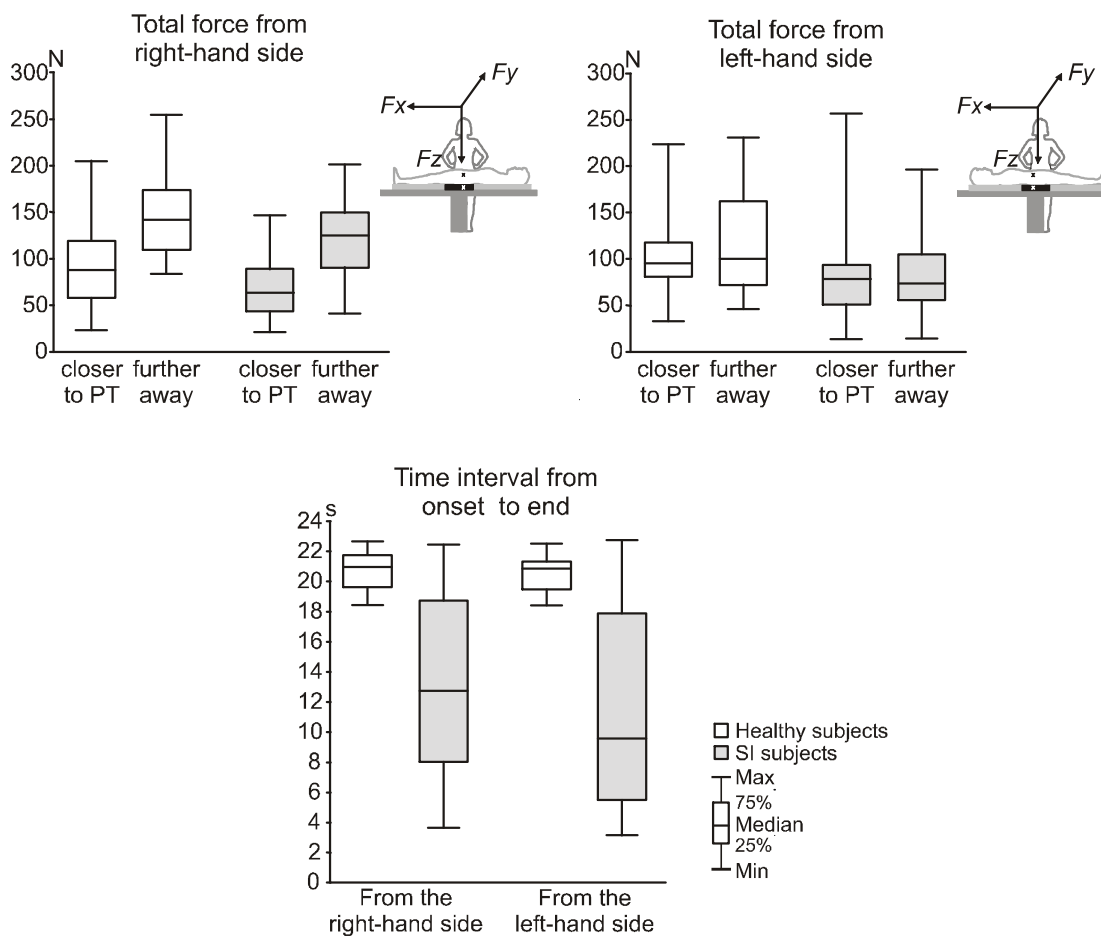 Total force from
right-hand side
N
300
250
200
150
100
50
0
Fy
Fx
Fz
closer
to PT
further
away
closer
to PT
further
away
Total force from
left-hand side
N
300
250
200
150
100
50
0
Fy
Fx
Fz
closer
to PT
further
away
closer
to PT
further
away
Time interval from
onset to end
s
24
22
20
18
16
14
12
10
8
6
4
2
0
From the
right-hand side
From the
left-hand side
Healthy subjects
SI subjects
Max
75%
Median
25%
Min